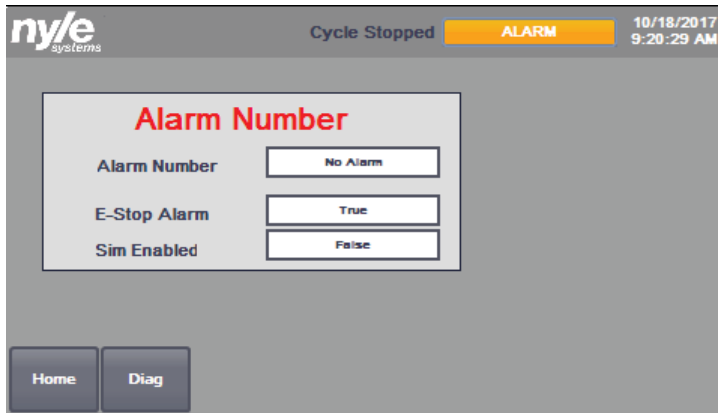 nyle
systems
Cycle Stopped
ALARM
10/18/2017
9:20:29 AM
Alarm Number
Alarm Number
No Alarm
E-Stop Alarm
True
Sim Enabled
False
Home
Diag